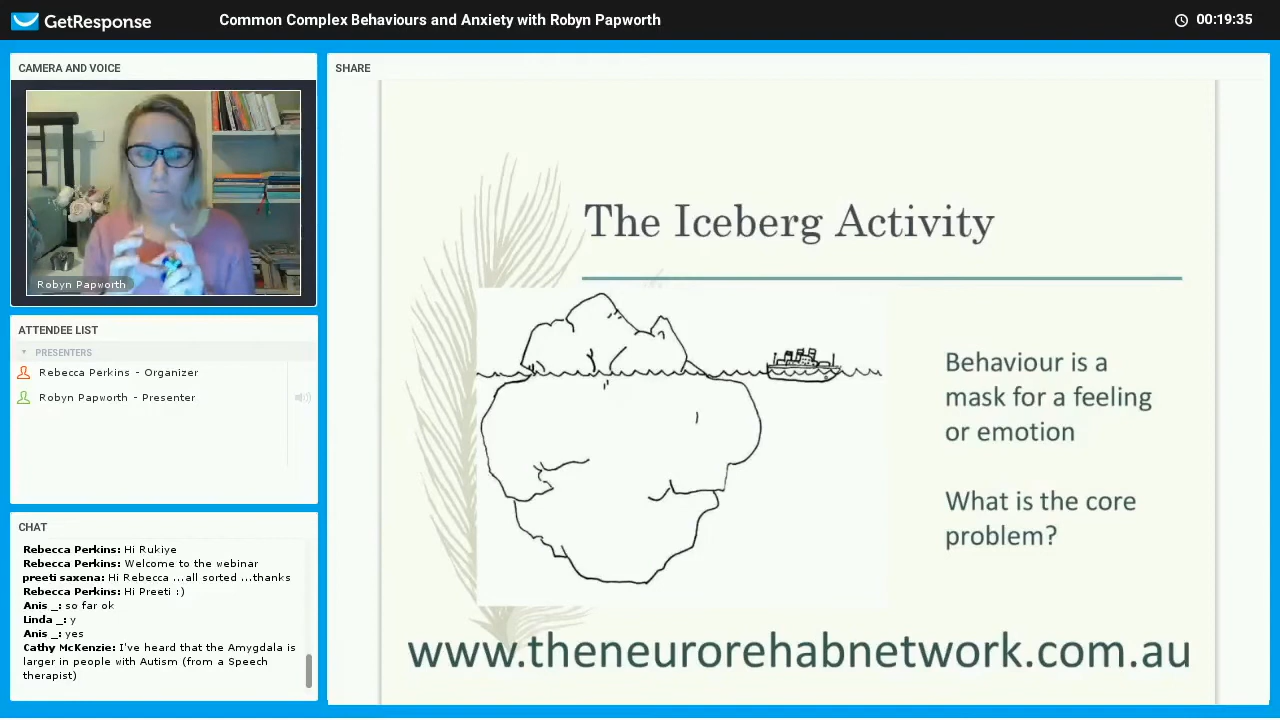 GetResponse
Common Complex Behaviours and Anxiety with Robyn Papworth
00:19:35
CAMERA AND VOICE
Robyn Papworth
ATTENDEE LIST
PRESENTERS
Rebecca Perkins - Organizer
Robyn Papworth - Presenter
CHAT
Rebecca Perkins: Hi Rukiye
Rebecca Perkins: Welcome to the webinar
preeti saxena: Hi Rebecca ...all sorted ...thanks
Rebecca Perkins: Hi Preeti :)
Anis _: so far ok
Linda _: y
Anis _: yes
Cathy McKenzie: I've heard that the Amygdala is
larger in people with Autism (from a Speech
therapist)
SHARE
The Iceberg Activity
Behaviour is a
mask for a feeling
or emotion
What is the core
problem?
www.theneurorehabnetwork.com.au